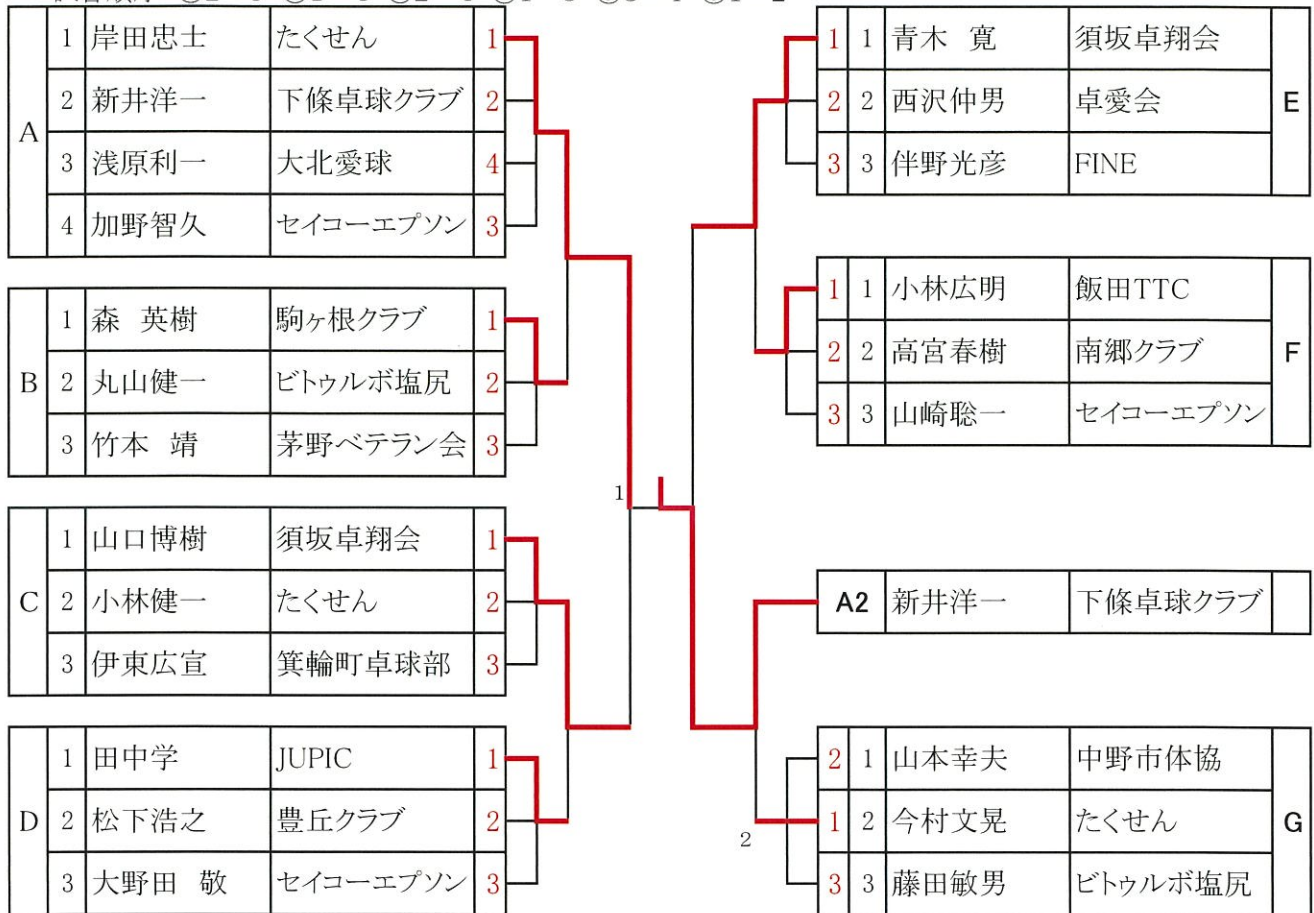 A
1 岸田忠士 たくせん 1
2 新井洋一 下條卓球クラブ 2
3 浅原利一 大北愛球 4
4 加野智久 セイコーエプソン 3
B
1 森 英樹 駒ヶ根クラブ 1
2 丸山健一 ビトゥルボ塩尻 2
3 竹本 靖 茅野ベテラン会 3
C
1 山口博樹 須坂卓翔会 1
2 小林健一 たくせん 2
3 伊東広宣 箕輪町卓球部 3
D
1 田中学 JUPIC 1
2 松下浩之 豊丘クラブ 2
3 大野田 敬 セイコーエプソン 3
1
E
1 1 青木 寛 須坂卓翔会
2 2 西沢仲男 卓愛会
3 3 伴野光彦 FINE
F
1 1 小林広明 飯田TTC
2 2 高宮春樹 南郷クラブ
3 3 山崎聡一 セイコーエプソン
A2 新井洋一 下條卓球クラブ
G
2 1 山本幸夫 中野市体協
1 2 今村文晃 たくせん
3 3 藤田敏男 ビトゥルボ塩尻
2